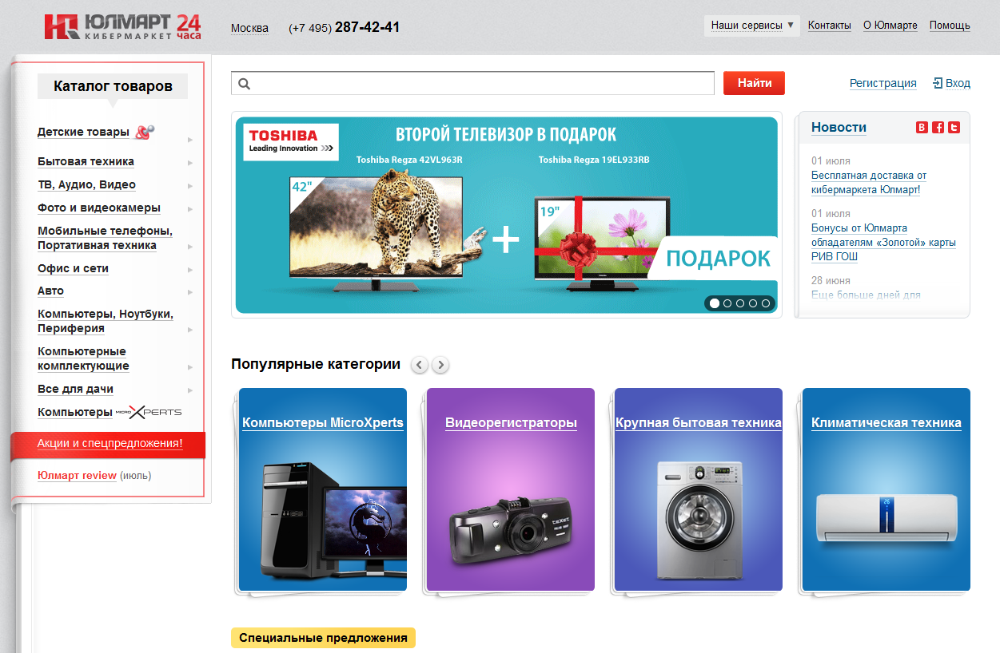 ЮЛМАРТ 24
КИБЕРМАРКЕТ часа
Москва
(+7 495) 287-42-41
Наши сервисы ▼
Контакты
О Юлмарте
Помощь
Каталог товаров
Детские товары
Бытовая техника
ТВ, Аудио, Видео
Фото и видеокамеры
Мобильные телефоны,
Портативная техника
Офис и сети
Авто
Компьютеры, Ноутбуки,
Периферия
Компьютерные
комплектующие
Все для дачи
Компьютеры MICROXPERTS
Акции и спецпредложения!
Юлмарт review (июль)
Найти
Регистрация
Вход
TOSHIBA
Leading Innovation >>>
ВТОРОЙ ТЕЛЕВИЗОР В ПОДАРОК
Toshiba Regza 42VL963R
Toshiba Regza 19EL933RB
42"
+
19"
ПОДАРОК
Новости
В f t
01 июля
Бесплатная доставка от
кибермаркета Юлмарт!
01 июля
Бонусы от Юлмарта
обладателям «Золотой» карты
РИВ ГОШ
28 июня
Еще больше дней для
Популярные категории
Компьютеры MicroXperts
Видеорегистраторы
teXet
Крупная бытовая техника
Климатическая техника
26
Специальные предложения